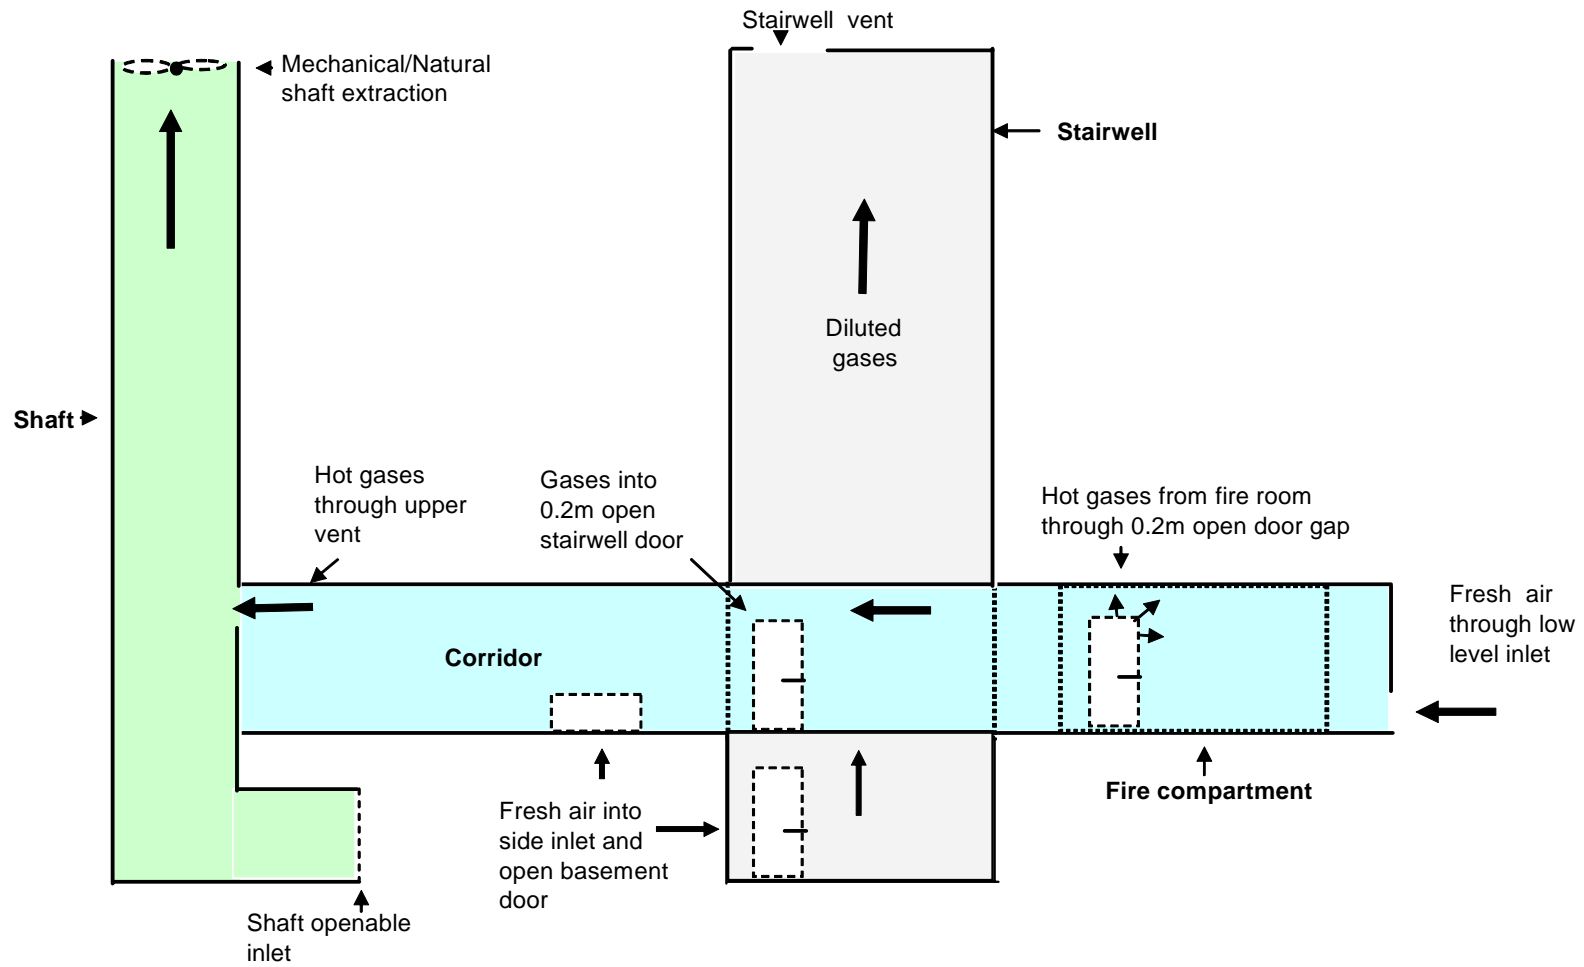 Stairwell vent
Mechanical/Natural
shaft extraction
Stairwell
Diluted
gases
Shaft
Hot gases
through upper
vent
Gases into
0.2m open
stairwell door
Hot gases from fire room
through 0.2m open door gap
Fresh air
through low
level inlet
Corridor
Fire compartment
Fresh air into
side inlet and
open basement
door
Shaft openable
inlet